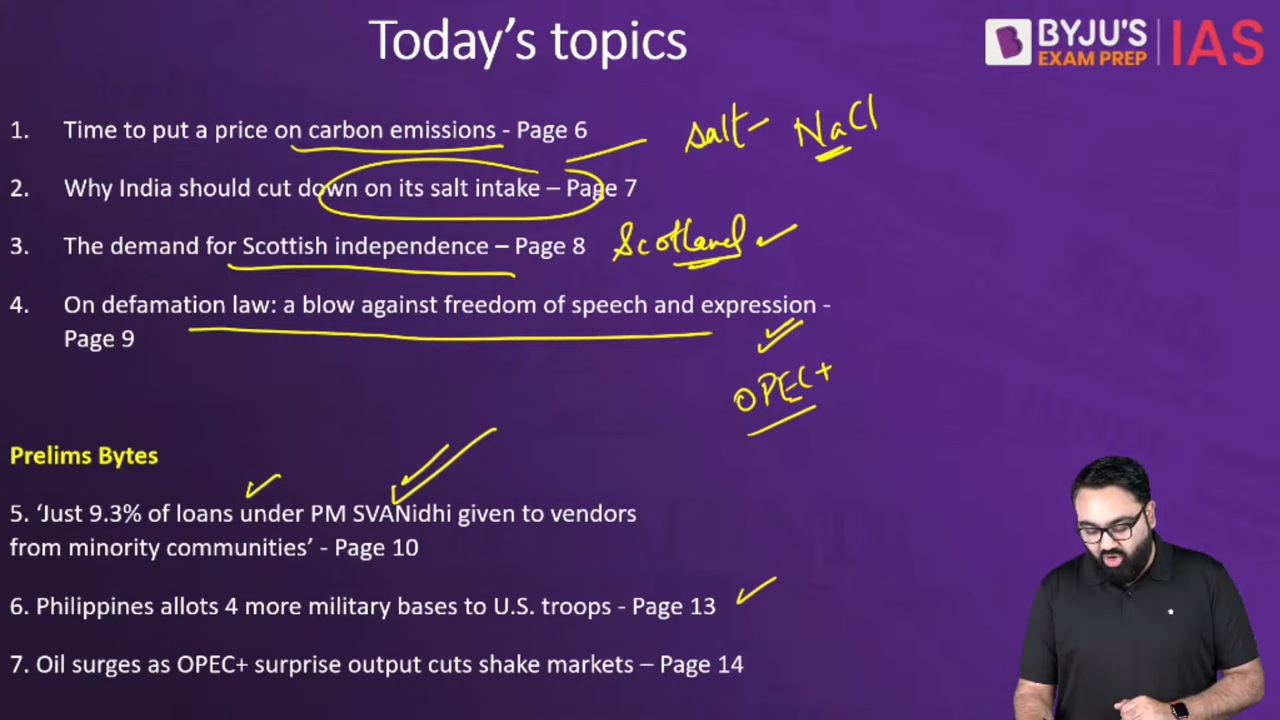 Today's topics
BYJU'S
EXAM PREP
IAS
1. Time to put a price on carbon emissions - Page 6
salt - NaCl
2. Why India should cut down on its salt intake – Page 7
3. The demand for Scottish independence – Page 8
Scotland
4. On defamation law: a blow against freedom of speech and expression -
Page 9
OPEC+
Prelims Bytes
5. ‘Just 9.3% of loans under PM SVANidhi given to vendors
from minority communities’ - Page 10
6. Philippines allots 4 more military bases to U.S. troops - Page 13
7. Oil surges as OPEC+ surprise output cuts shake markets – Page 14